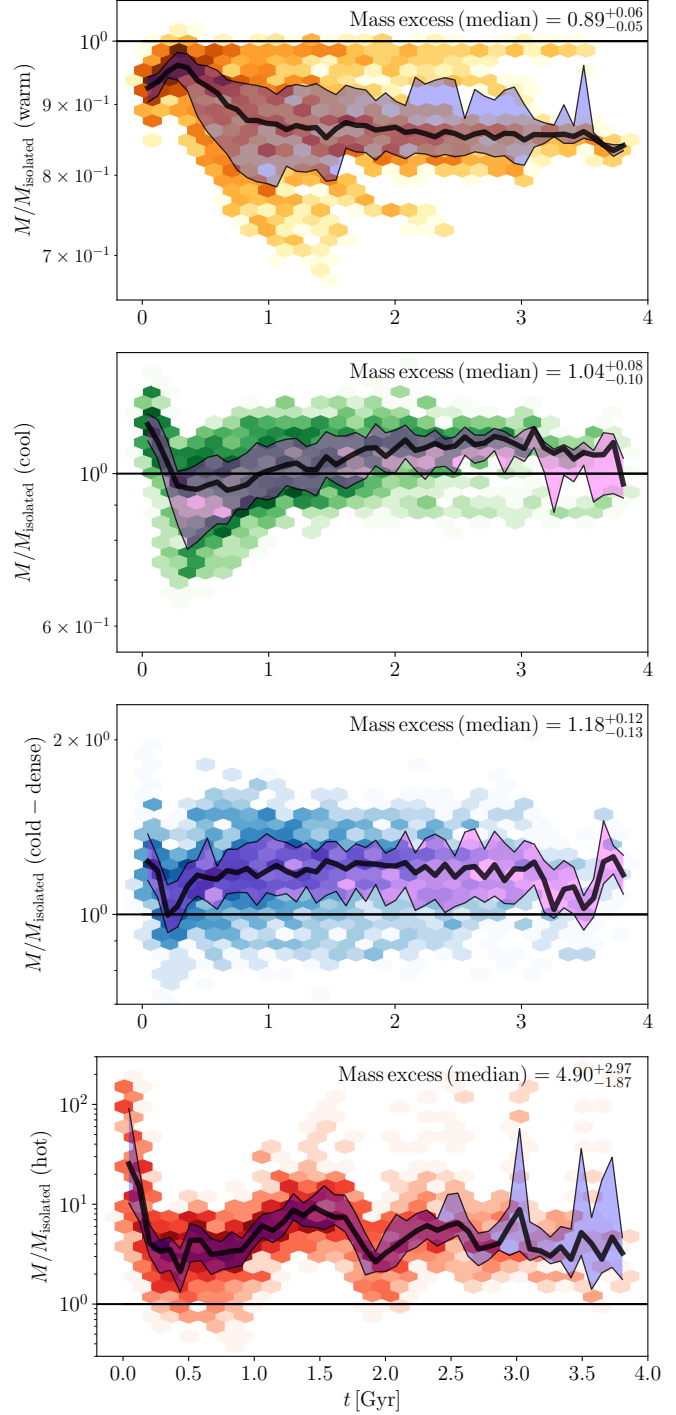 Mass excess (median) = 0.89^{+0.06}_{-0.05}
10^0
9 × 10^{-1}
8 × 10^{-1}
7 × 10^{-1}
M/M_isolated (warm)
0 1 2 3 4
Mass excess (median) = 1.04^{+0.08}_{-0.10}
10^0
6 × 10^{-1}
M/M_isolated (cool)
0 1 2 3 4
Mass excess (median) = 1.18^{+0.12}_{-0.13}
2 × 10^0
10^0
M/M_isolated (cold − dense)
0 1 2 3 4
Mass excess (median) = 4.90^{+2.97}_{-1.87}
10^2
10^1
10^0
M/M_isolated (hot)
0.0 0.5 1.0 1.5 2.0 2.5 3.0 3.5 4.0
t [Gyr]